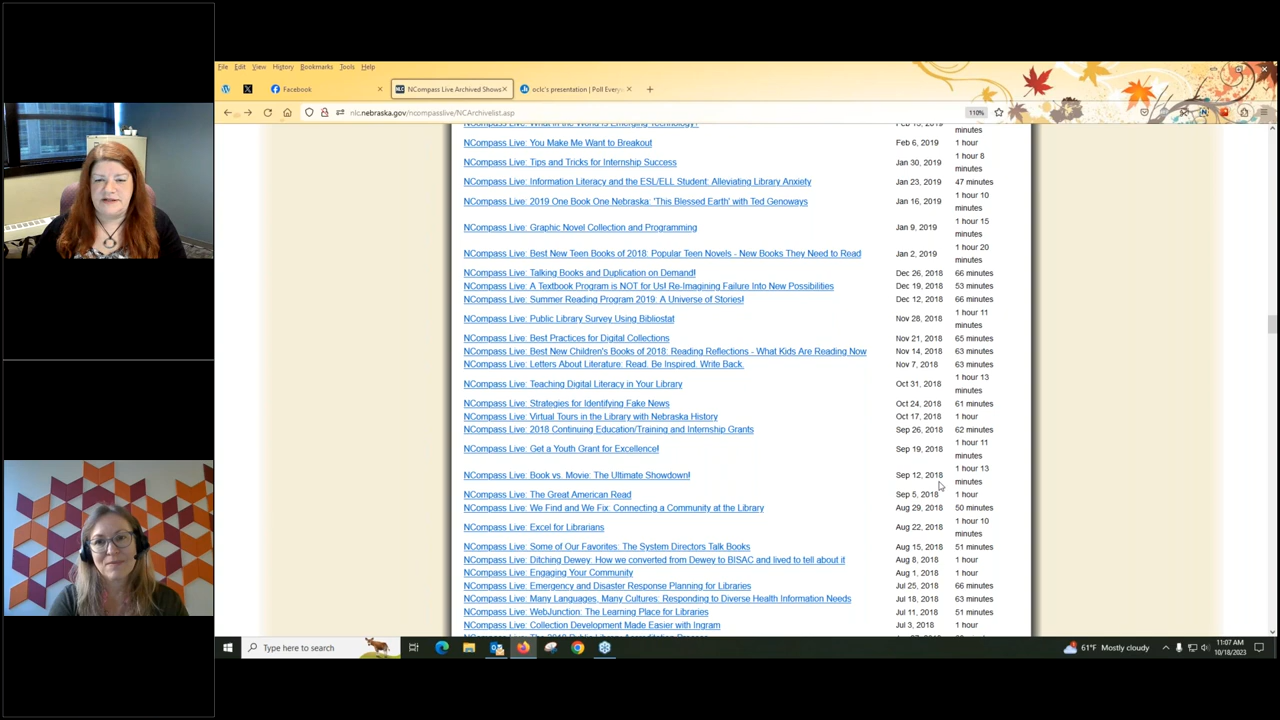 File Edit View History Bookmarks Tools Help
Facebook
NCompass Live Archived Shows
oclc's presentation | Poll Every
nlc.nebraska.gov/ncompasslive/NCArchivelist.asp
110%
NCompass Live: What in the World is Emerging Technology?
Feb 13, 2019
minutes
NCompass Live: You Make Me Want to Breakout
Feb 6, 2019
1 hour
NCompass Live: Tips and Tricks for Internship Success
Jan 30, 2019
1 hour 8
minutes
NCompass Live: Information Literacy and the ESL/ELL Student: Alleviating Library Anxiety
Jan 23, 2019
47 minutes
NCompass Live: 2019 One Book One Nebraska: 'This Blessed Earth' with Ted Genoways
Jan 16, 2019
1 hour 10
minutes
NCompass Live: Graphic Novel Collection and Programming
Jan 9, 2019
1 hour 15
minutes
NCompass Live: Best New Teen Books of 2018: Popular Teen Novels - New Books They Need to Read
Jan 2, 2019
1 hour 20
minutes
NCompass Live: Talking Books and Duplication on Demand!
Dec 26, 2018
66 minutes
NCompass Live: A Textbook Program is NOT for Us! Re-Imagining Failure Into New Possibilities
Dec 19, 2018
53 minutes
NCompass Live: Summer Reading Program 2019: A Universe of Stories!
Dec 12, 2018
66 minutes
NCompass Live: Public Library Survey Using Bibliostat
Nov 28, 2018
1 hour 11
minutes
NCompass Live: Best Practices for Digital Collections
Nov 21, 2018
65 minutes
NCompass Live: Best New Children's Books of 2018: Reading Reflections - What Kids Are Reading Now
Nov 14, 2018
63 minutes
NCompass Live: Letters About Literature: Read. Be Inspired. Write Back.
Nov 7, 2018
63 minutes
NCompass Live: Teaching Digital Literacy in Your Library
Oct 31, 2018
1 hour 13
minutes
NCompass Live: Strategies for Identifying Fake News
Oct 24, 2018
61 minutes
NCompass Live: Virtual Tours in the Library with Nebraska History
Oct 17, 2018
1 hour
NCompass Live: 2018 Continuing Education/Training and Internship Grants
Sep 26, 2018
62 minutes
NCompass Live: Get a Youth Grant for Excellence!
Sep 19, 2018
1 hour 11
minutes
NCompass Live: Book vs. Movie: The Ultimate Showdown!
Sep 12, 2018
1 hour 13
minutes
NCompass Live: The Great American Read
Sep 5, 2018
1 hour
NCompass Live: We Find and We Fix: Connecting a Community at the Library
Aug 29, 2018
50 minutes
NCompass Live: Excel for Librarians
Aug 22, 2018
1 hour 10
minutes
NCompass Live: Some of Our Favorites: The System Directors Talk Books
Aug 15, 2018
51 minutes
NCompass Live: Ditching Dewey: How we converted from Dewey to BISAC and lived to tell about it
Aug 8, 2018
1 hour
NCompass Live: Engaging Your Community
Aug 1, 2018
1 hour
NCompass Live: Emergency and Disaster Response Planning for Libraries
Jul 25, 2018
66 minutes
NCompass Live: Many Languages, Many Cultures: Responding to Diverse Health Information Needs
Jul 18, 2018
63 minutes
NCompass Live: WebJunction: The Learning Place for Libraries
Jul 11, 2018
51 minutes
NCompass Live: Collection Development Made Easier with Ingram
Jul 3, 2018
1 hour
Type here to search
61°F Mostly cloudy
11:07 AM
10/18/2023